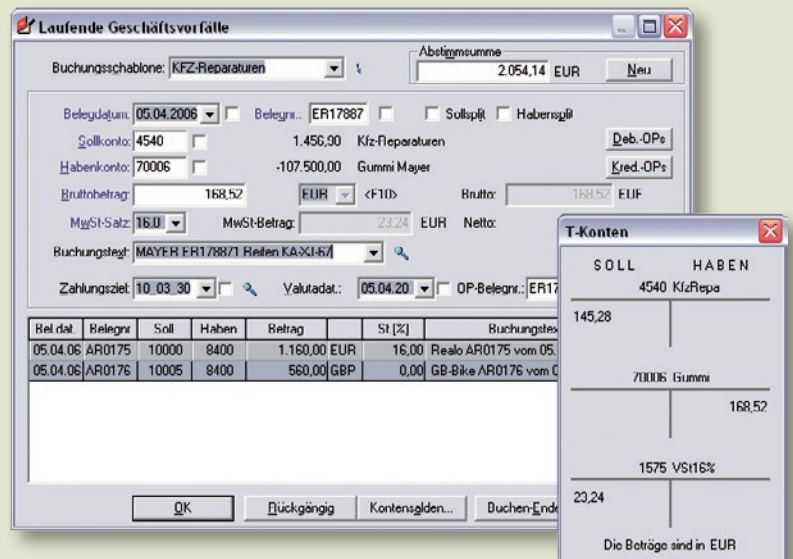 Laufende Geschäftsvorfälle
Buchungsschablone: KFZ-Reparaturen
Abstimmsumme
2.054,14 EUR Neu
Belegdatum: 05.04.2006 Belegnr.: ER17887 Sollsplit Habensplit
Sollkonto: 4540 1.456,90 Kfz-Reparaturen Deb.-OPs
Habenkonto: 70006 -107.500,00 Gummi Mayer Kred.-OPs
Bruttobetrag: 168,52 EUR <F10> Brutto: 168,52 EUR
MwSt-Satz: 16.0 MwSt-Betrag: 23,24 EUR Netto:
Buchungstext: MAYER ER178871 Reifen KA-XJ-67
Zahlungsziel: 10_03_30 Valutadat.: 05.04.20 OP-Belegnr.: ER17
Bel.dat. Belegnr Soll Haben Betrag St [%] Buchungstex
05.04.06 AR0175 10000 8400 1.160,00 EUR 16,00 Realo AR0175 vom 05.
05.04.06 AR0176 10005 8400 560,00 GBP 0,00 GB-Bike AR0176 vom
OK Rückgängig Kontensalden... Buchen-Ende
T-Konten
SOLL HABEN
4540 KfzRepa
145,28
70006 Gummi
168,52
1575 VSt16%
23,24
Die Beträge sind in EUR